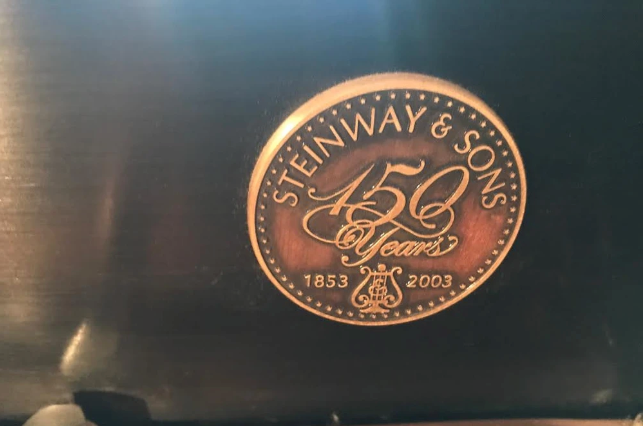 STEINWAY & SONS
150
Years
1853 2003